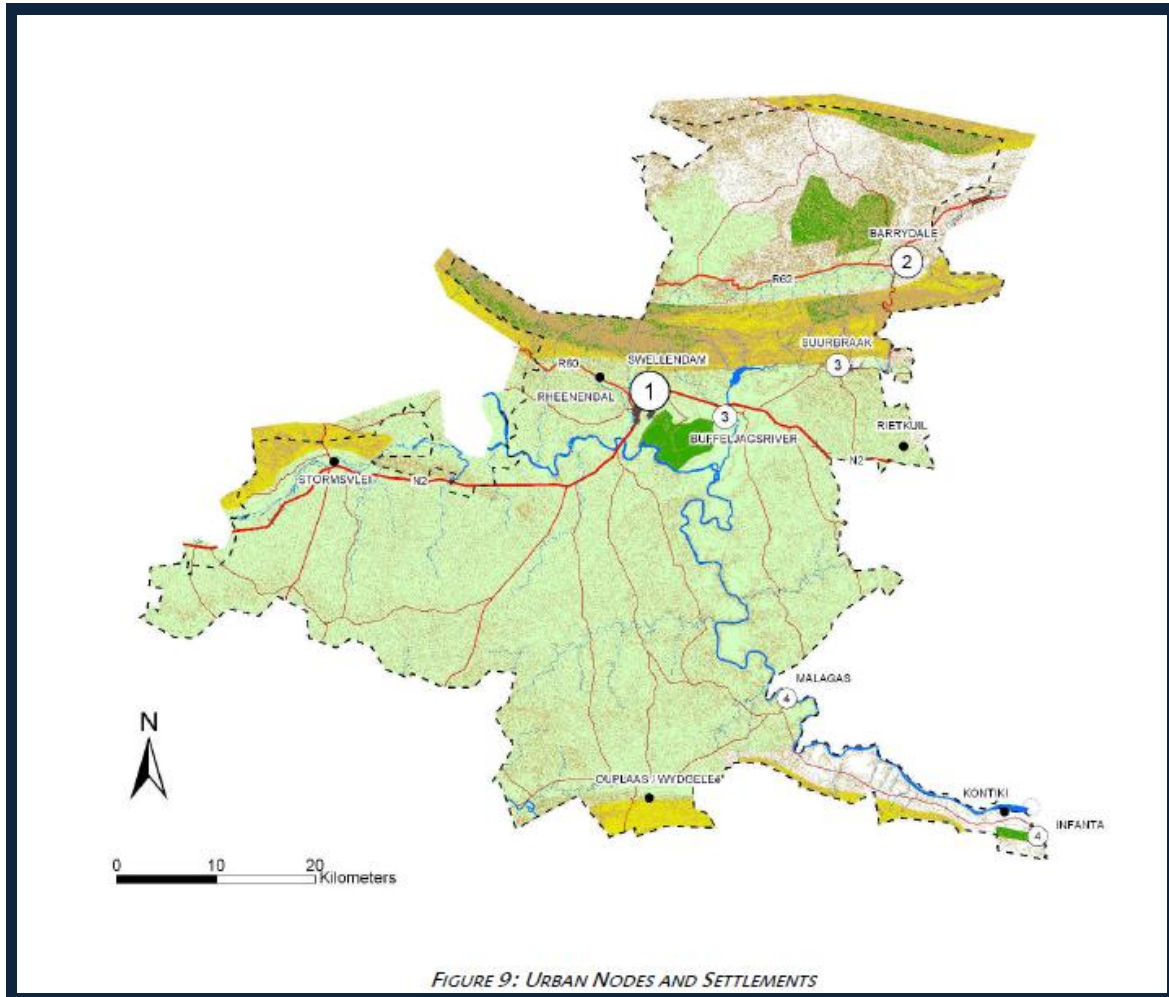 BARRYDALE
2
R62
SUURBRAAK
3
SWELLENDAM
R60
1
RHEENENDAL
3
BUFFELJAGSRIVER
RIETKUIL
N2
STORMSVLEI
N2
MALAGAS
4
N
OUPLAAS / WYDGELEë"
KONTIKI
INFANTA
4
0 10 20
Kilometers
FIGURE 9: URBAN NODES AND SETTLEMENTS